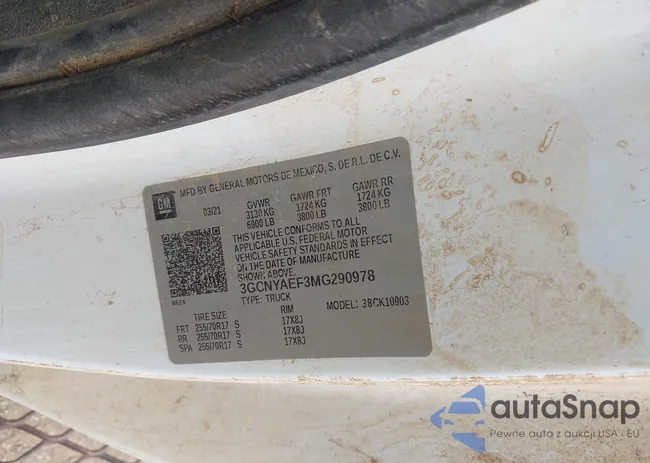 GM
MFD BY GENERAL MOTORS DE MEXICO, S. DE R.L. DE C.V.
03/21 GVWR GAWR FRT GAWR RR
3130 KG 1724 KG 1724 KG
6900 LB 3800 LB 3800 LB
THIS VEHICLE CONFORMS TO ALL
APPLICABLE U.S. FEDERAL MOTOR
VEHICLE SAFETY STANDARDS IN EFFECT
ON THE DATE OF MANUFACTURE
SHOWN ABOVE.
3GCNYAEF3MG290978
TYPE: TRUCK MODEL: 38CK10903
TIRE SIZE RIM
FRT 255/70R17 S 17X8J
RR 255/70R17 S 17X8J
SPA 255/70R17 S 17X8J
autaSnap
Pewne auta z aukcji USA i EU